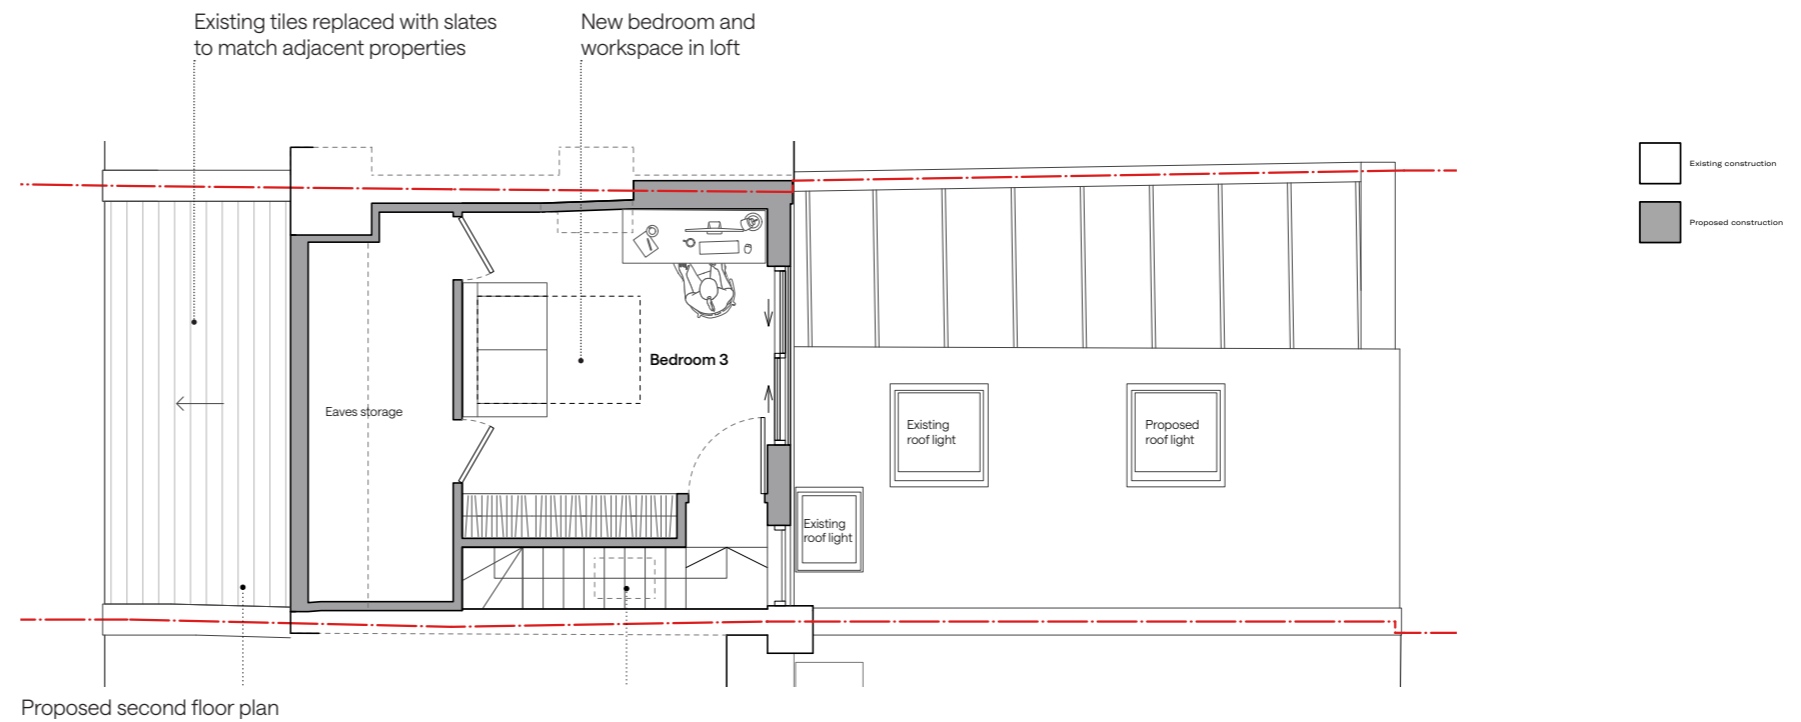 Existing tiles replaced with slates
to match adjacent properties
New bedroom and
workspace in loft
Existing construction
Proposed construction
Bedroom 3
Eaves storage
Existing
roof light
Proposed
roof light
Existing
roof light
Proposed second floor plan